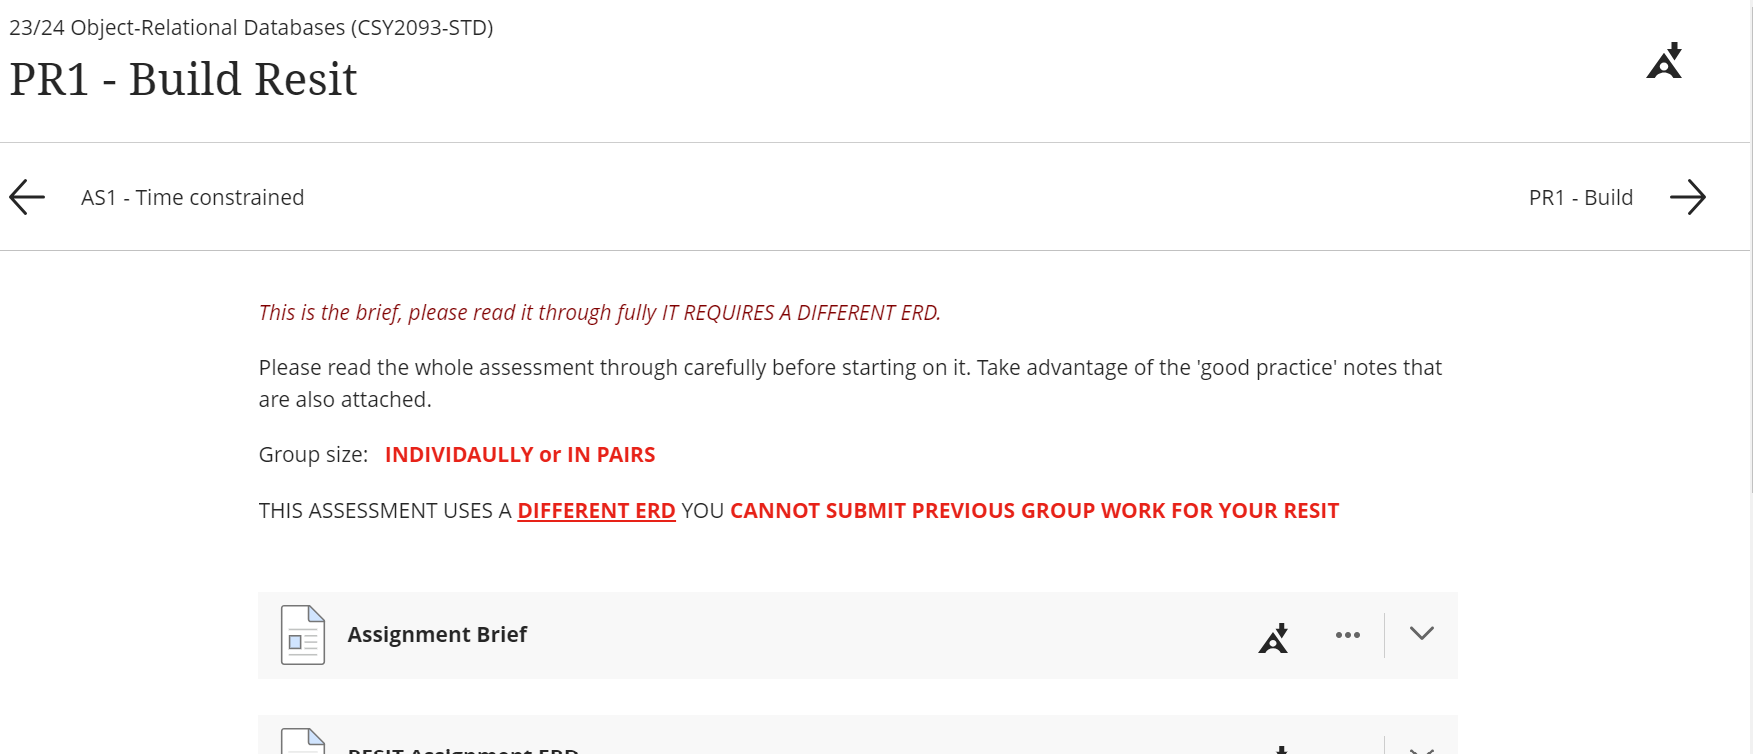 23/24 Object-Relational Databases (CSY2093-STD)
PR1 - Build Resit
AS1 - Time constrained
PR1 - Build
This is the brief, please read it through fully IT REQUIRES A DIFFERENT ERD.
Please read the whole assessment through carefully before starting on it. Take advantage of the 'good practice' notes that
are also attached.
Group size: INDIVIDAULLY or IN PAIRS
THIS ASSESSMENT USES A DIFFERENT ERD YOU CANNOT SUBMIT PREVIOUS GROUP WORK FOR YOUR RESIT
Assignment Brief
RESIT Assignment ERD